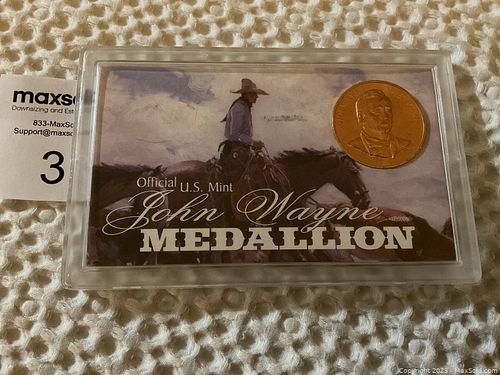 maxso
Downsizing and Est
833-MaxSo
Support@maxso
3
Official U.S. Mint
John Wayne
MEDALLION
Copyright 2023 - MaxSold.com